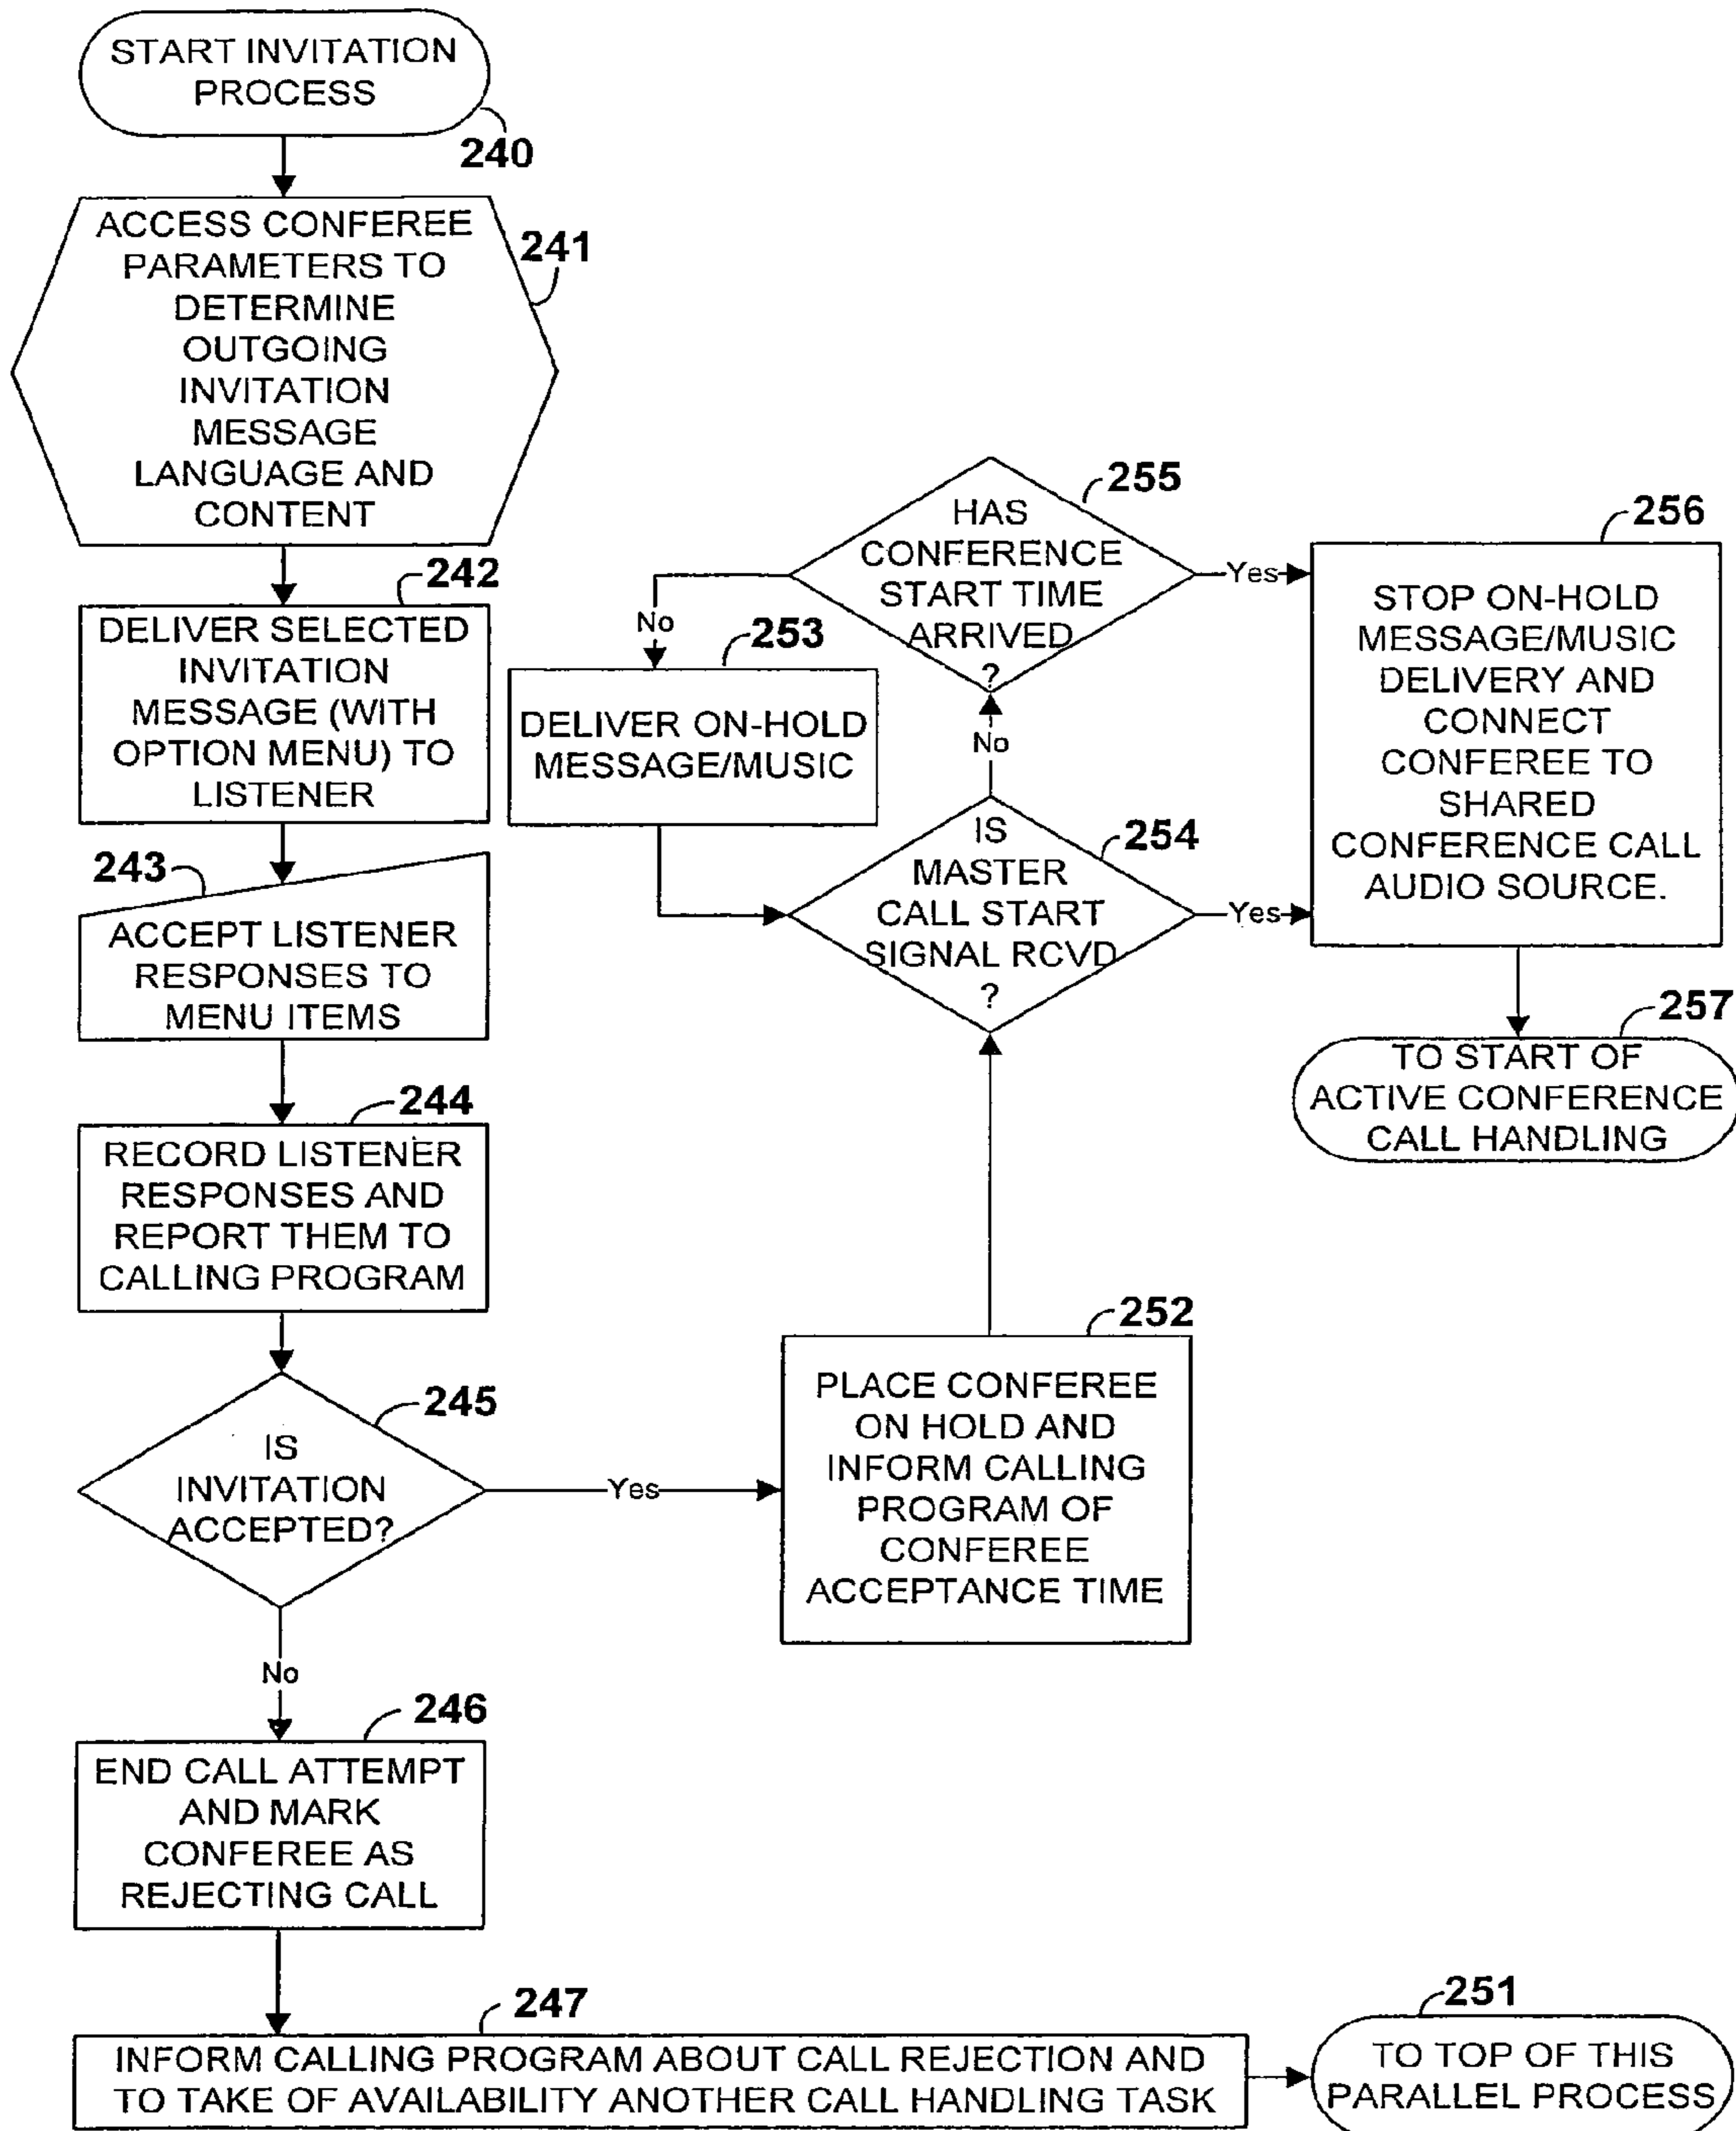 START INVITATION
PROCESS
240
ACCESS CONFEREE
PARAMETERS TO
DETERMINE
OUTGOING
INVITATION
MESSAGE
LANGUAGE AND
CONTENT
241
242
DELIVER SELECTED
INVITATION
MESSAGE (WITH
OPTION MENU) TO
LISTENER
243
ACCEPT LISTENER
RESPONSES TO
MENU ITEMS
244
RECORD LISTENER
RESPONSES AND
REPORT THEM TO
CALLING PROGRAM
245
IS
INVITATION
ACCEPTED?
Yes
No
246
END CALL ATTEMPT
AND MARK
CONFEREE AS
REJECTING CALL
247
INFORM CALLING PROGRAM ABOUT CALL REJECTION AND
TO TAKE OF AVAILABILITY ANOTHER CALL HANDLING TASK
251
TO TOP OF THIS
PARALLEL PROCESS
252
PLACE CONFEREE
ON HOLD AND
INFORM CALLING
PROGRAM OF
CONFEREE
ACCEPTANCE TIME
254
IS
MASTER
CALL START
SIGNAL RCVD
?
Yes
No
255
HAS
CONFERENCE
START TIME
ARRIVED
?
Yes
No
253
DELIVER ON-HOLD
MESSAGE/MUSIC
256
STOP ON-HOLD
MESSAGE/MUSIC
DELIVERY AND
CONNECT
CONFEREE TO
SHARED
CONFERENCE CALL
AUDIO SOURCE.
257
TO START OF
ACTIVE CONFERENCE
CALL HANDLING